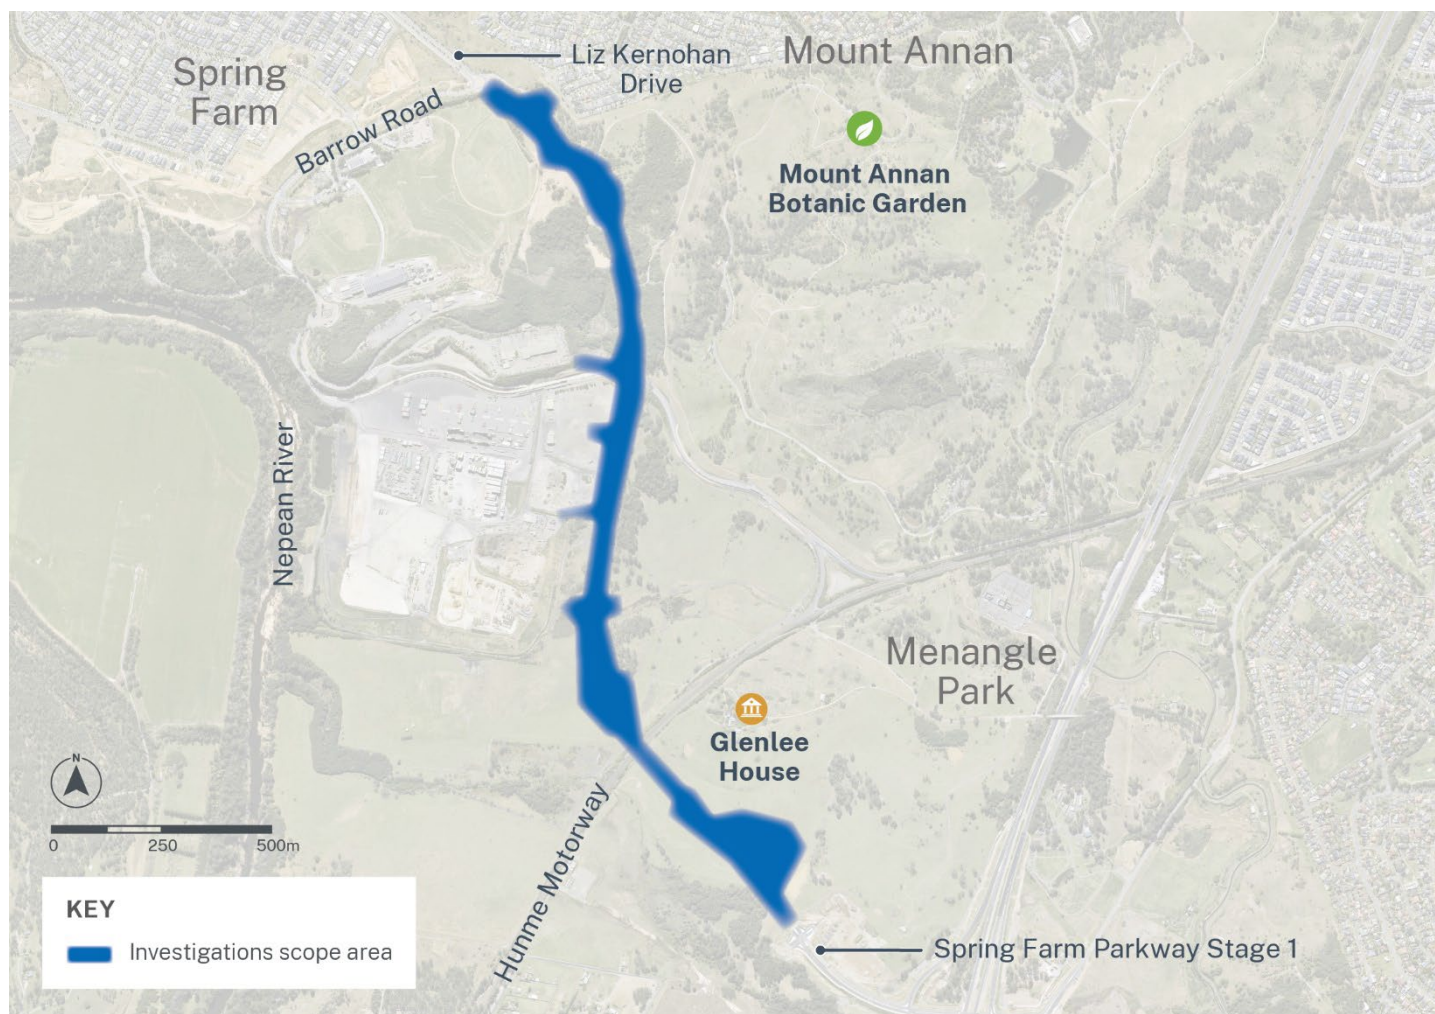 Liz Kernohan
Drive
Mount Annan
Spring
Farm
Barrow Road
Mount Annan
Botanic Garden
Nepean River
Menangle
Park
Glenlee
House
N
0
250
500m
Hunme Motorway
KEY
Investigations scope area
Spring Farm Parkway Stage 1